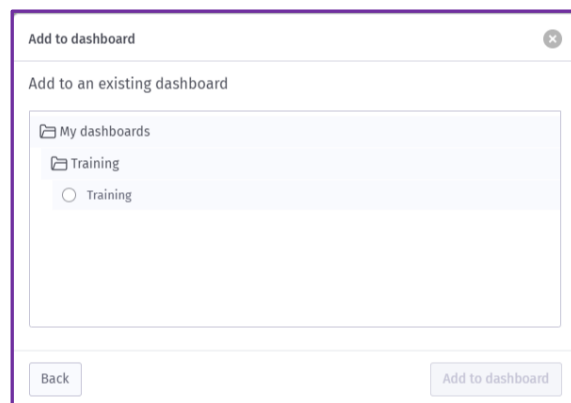 Add to dashboard
Add to an existing dashboard
My dashboards
Training
Training
Back
Add to dashboard